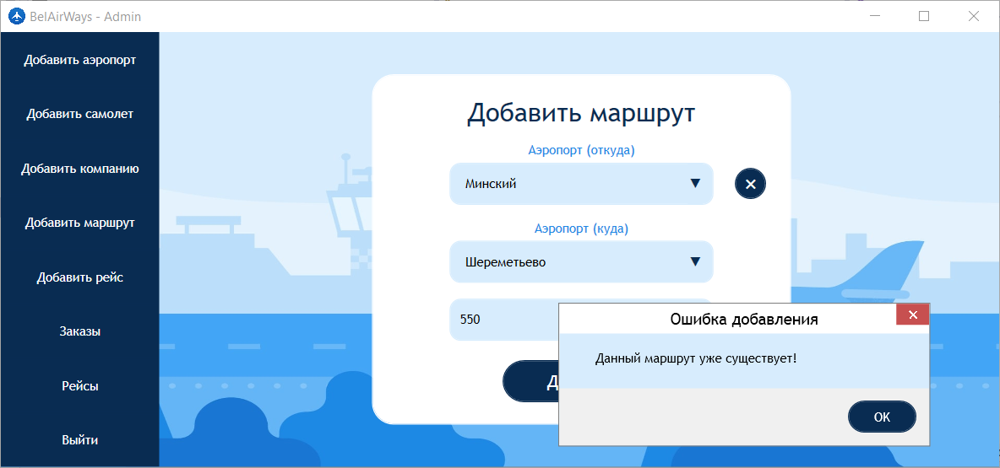 BelAirWays - Admin
Добавить аэропорт
Добавить самолет
Добавить компанию
Добавить маршрут
Добавить рейс
Заказы
Рейсы
Выйти
Добавить маршрут
Аэропорт (откуда)
Минский
Аэропорт (куда)
Шереметьево
550
Ошибка добавления
Данный маршрут уже существует!
OK